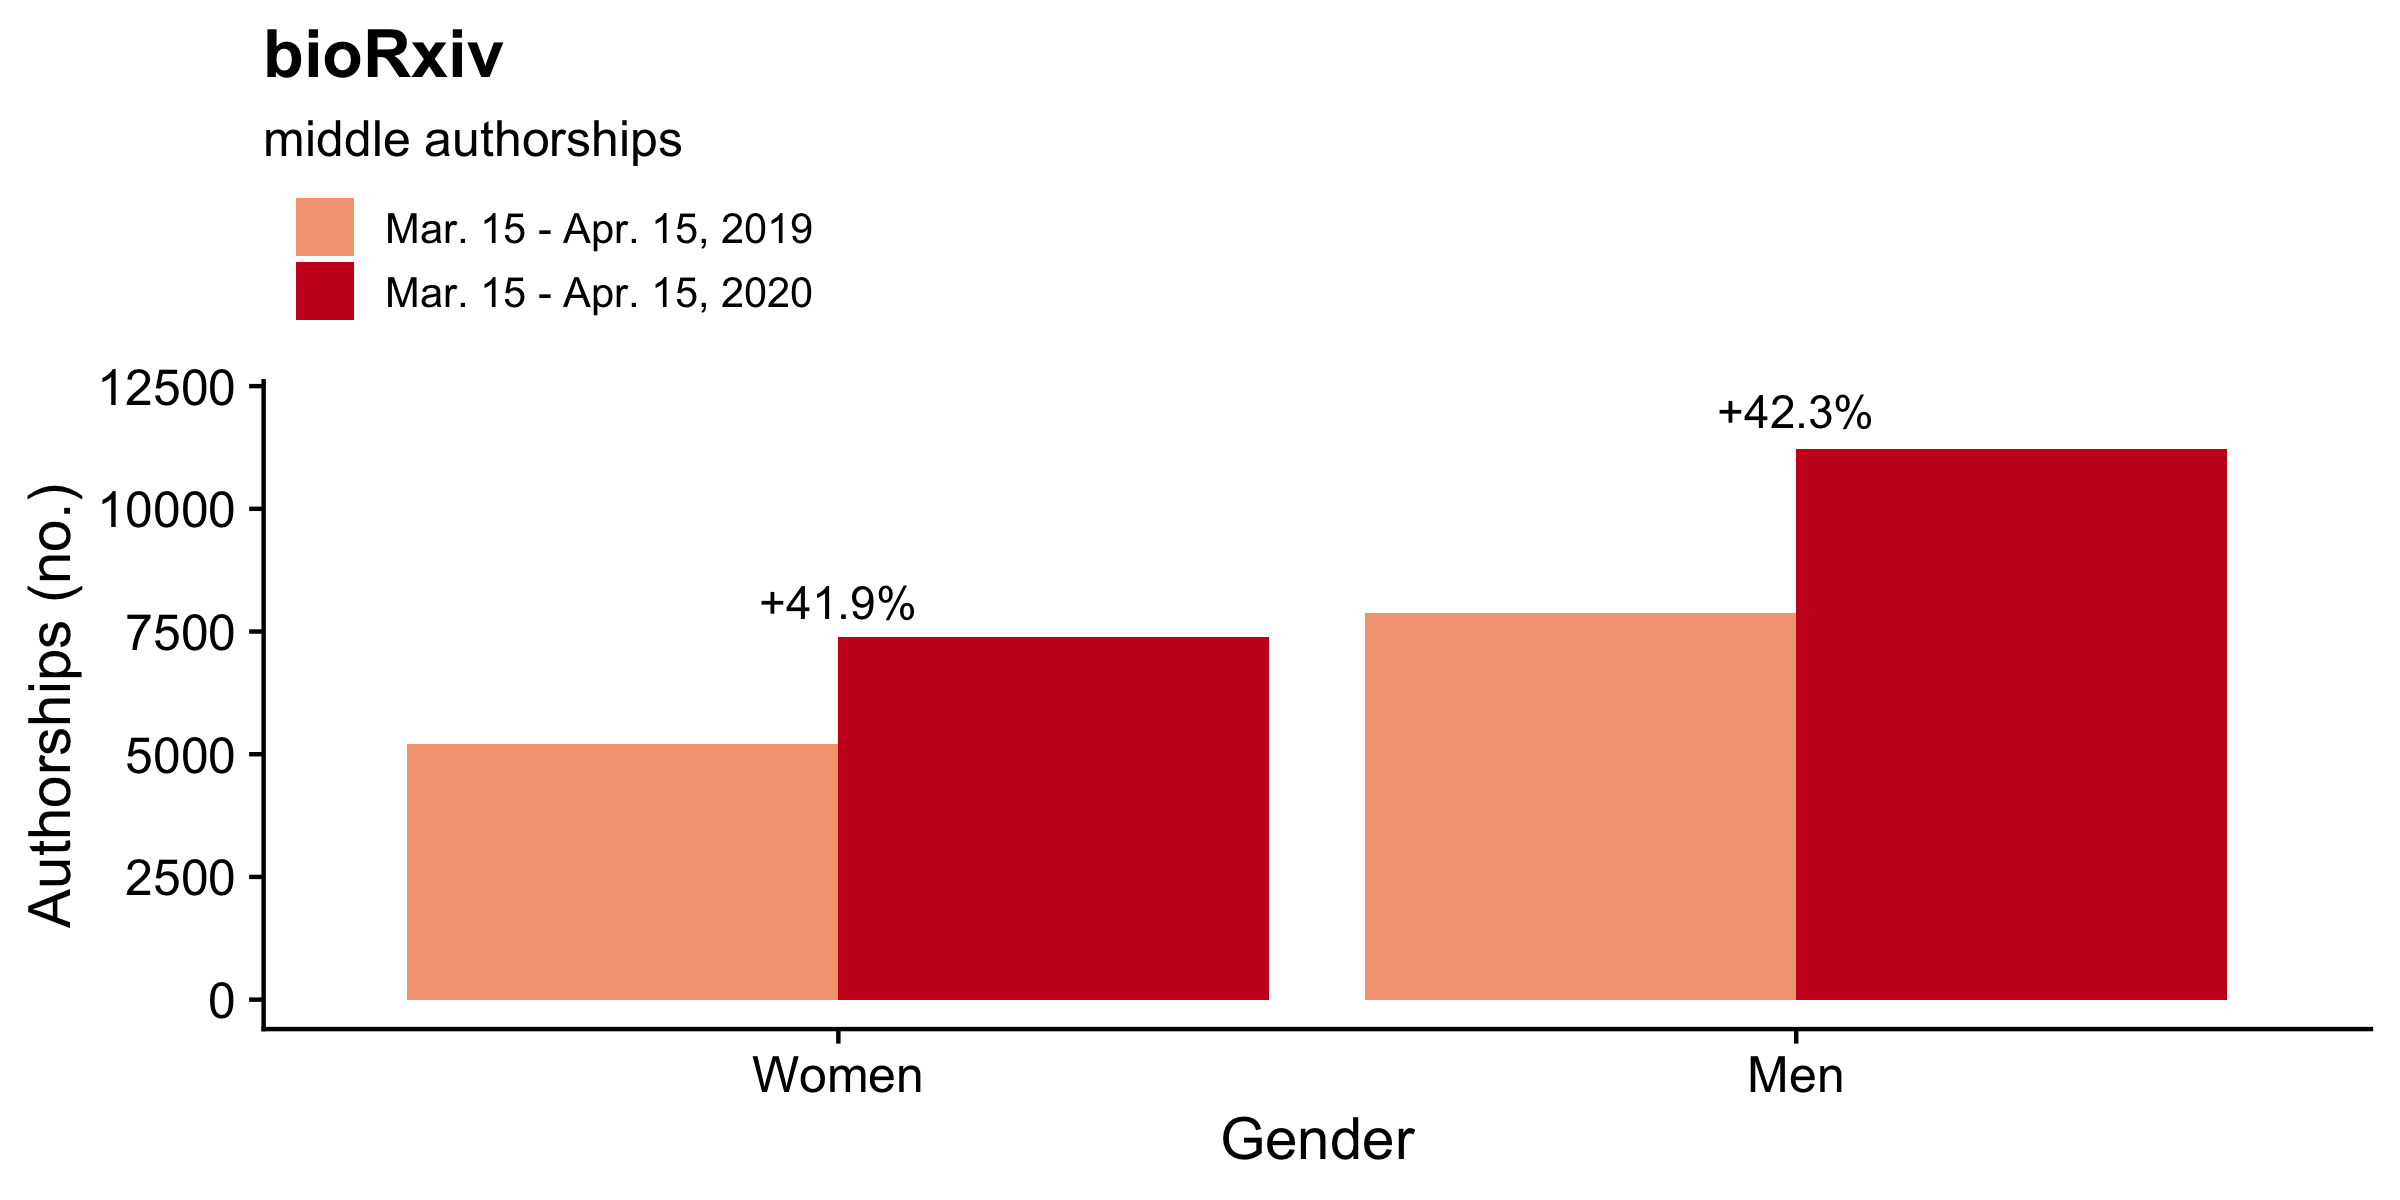 bioRxiv
middle authorships
Mar. 15 - Apr. 15, 2019
Mar. 15 - Apr. 15, 2020
Authorships (no.)
12500
10000
7500
5000
2500
0
+41.9%
+42.3%
Women
Men
Gender